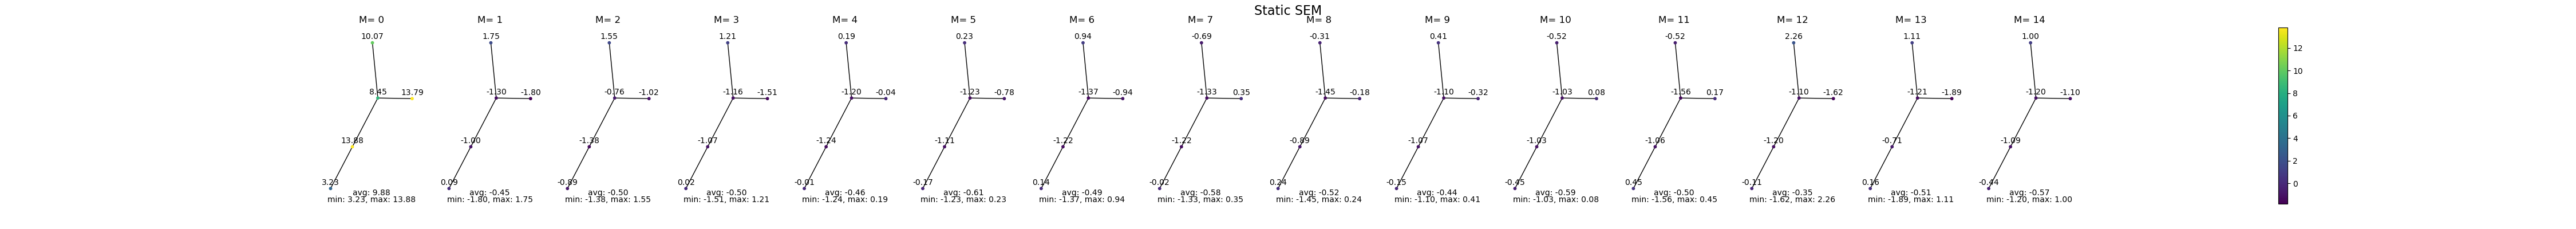 Static SEM
M= 0 M= 1 M= 2 M= 3 M= 4 M= 5 M= 6 M= 7 M= 8 M= 9 M= 10 M= 11 M= 12 M= 13 M= 14
10.07 1.75 1.55 1.21 0.19 0.23 0.94 -0.69 -0.31 0.41 -0.52 -0.52 2.26 1.11 1.00
8.45 13.79 -1.30 -1.80 -0.76 -1.02 -1.16 -1.51 -1.20 -0.04 -1.23 -0.78 -1.37 -0.94 -1.33 0.35 -1.45 -0.18 -1.10 -0.32 -1.03 0.08 -1.56 0.17 -1.10 -1.62 -1.21 -1.89 -1.20 -1.10
13.88 -1.00 -1.38 -1.07 -1.24 -1.11 -1.22 -1.22 -0.89 -1.07 -1.03 -1.06 -1.20 -0.71 -1.09
3.23 0.09 -0.89 0.02 -0.01 -0.17 0.14 -0.02 0.24 -0.15 -0.45 0.45 -0.11 0.16 -0.44
avg: 9.88 avg: -0.45 avg: -0.50 avg: -0.50 avg: -0.46 avg: -0.61 avg: -0.49 avg: -0.58 avg: -0.52 avg: -0.44 avg: -0.59 avg: -0.50 avg: -0.35 avg: -0.51 avg: -0.57
min: 3.23, max: 13.88 min: -1.80, max: 1.75 min: -1.38, max: 1.55 min: -1.51, max: 1.21 min: -1.24, max: 0.19 min: -1.23, max: 0.23 min: -1.37, max: 0.94 min: -1.33, max: 0.35 min: -1.45, max: 0.24 min: -1.10, max: 0.41 min: -1.03, max: 0.08 min: -1.56, max: 0.45 min: -1.62, max: 2.26 min: -1.89, max: 1.11 min: -1.20, max: 1.00
12
10
8
6
4
2
0